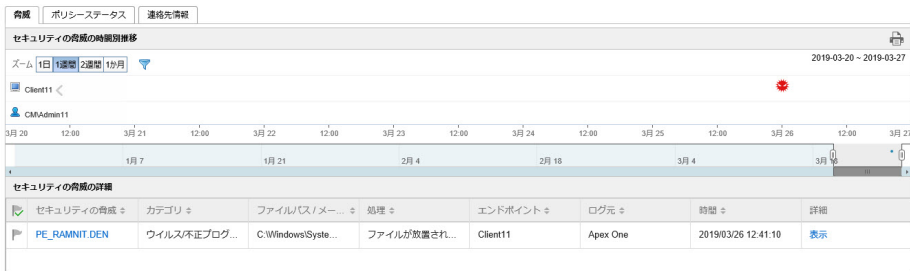 脅威 ポリシーステータス 連絡先情報
セキュリティの脅威の時間別推移
ズーム 1日 1週間 2週間 1か月 2019-03-20 ~ 2019-03-27
Client11
CM\Admin11
3月 20 12:00 3月 21 12:00 3月 22 12:00 3月 23 12:00 3月 24 12:00 3月 25 12:00 3月 26 12:00 3月 27
1月 7 1月 21 2月 4 2月 18 3月 4 3月 18
セキュリティの脅威の詳細
セキュリティの脅威 カテゴリ ファイルパス / メー... 処理 エンドポイント ログ元 時間 詳細
PE_RAMNIT.DEN ウイルス/不正プログ... C:\Windows\Syste... ファイルが放置され... Client11 Apex One 2019/03/26 12:41:10 表示